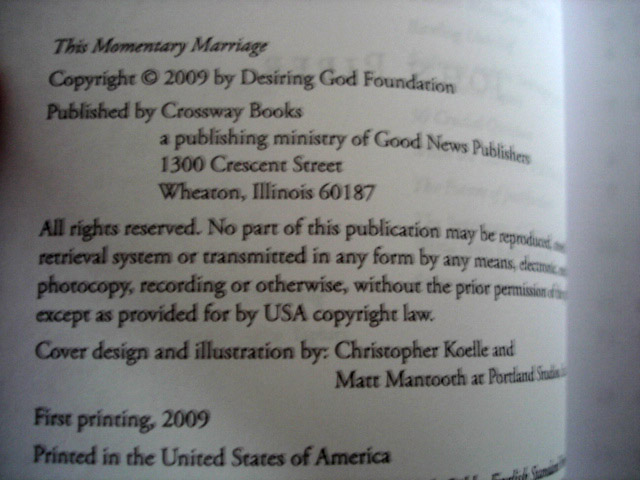 This Momentary Marriage
Copyright © 2009 by Desiring God Foundation
Published by Crossway Books
a publishing ministry of Good News Publishers
1300 Crescent Street
Wheaton, Illinois 60187
All rights reserved. No part of this publication may be reproduced,
retrieval system or transmitted in any form by any means, electronic,
photocopy, recording or otherwise, without the prior permission of the
except as provided for by USA copyright law.
Cover design and illustration by: Christopher Koelle and
Matt Mantooth at Portland Studios,
First printing, 2009
Printed in the United States of America
English Standard